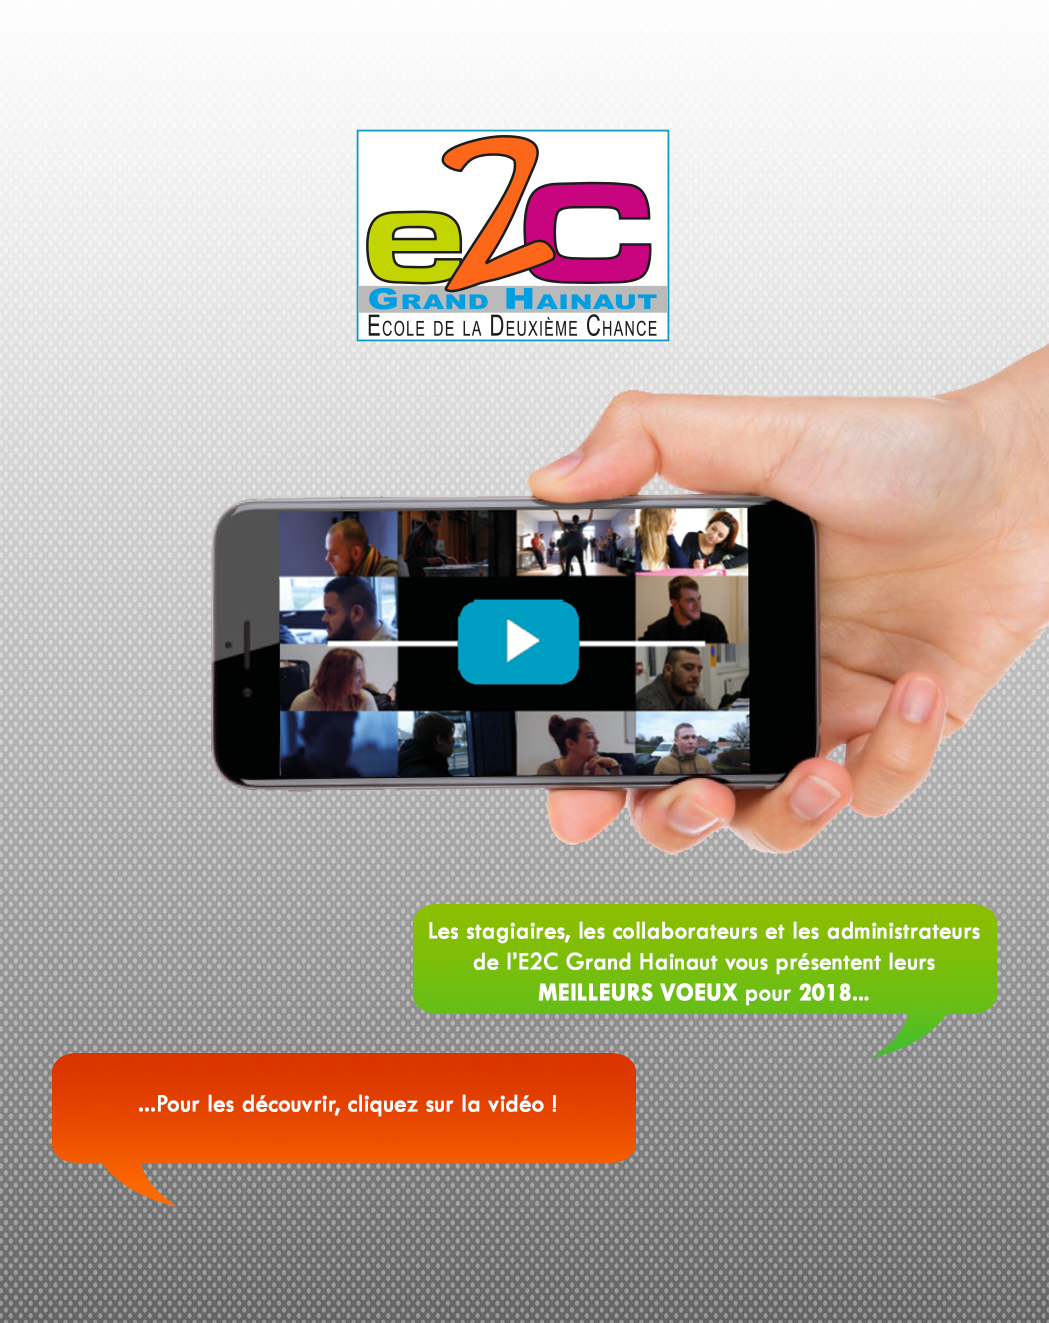 e2c
GRAND HAINAUT
ECOLE DE LA DEUXIÈME CHANCE
Les stagiaires, les collaborateurs et les administrateurs
de l'E2C Grand Hainaut vous présentent leurs
MEILLEURS VOEUX pour 2018...
...Pour les découvrir, cliquez sur la vidéo !